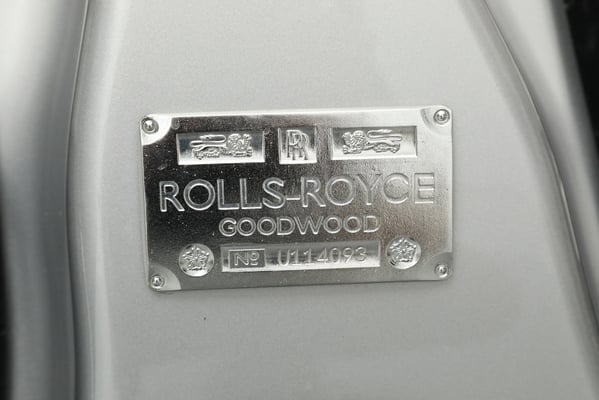 RR
ROLLS-ROYCE
GOODWOOD
Nº U114093